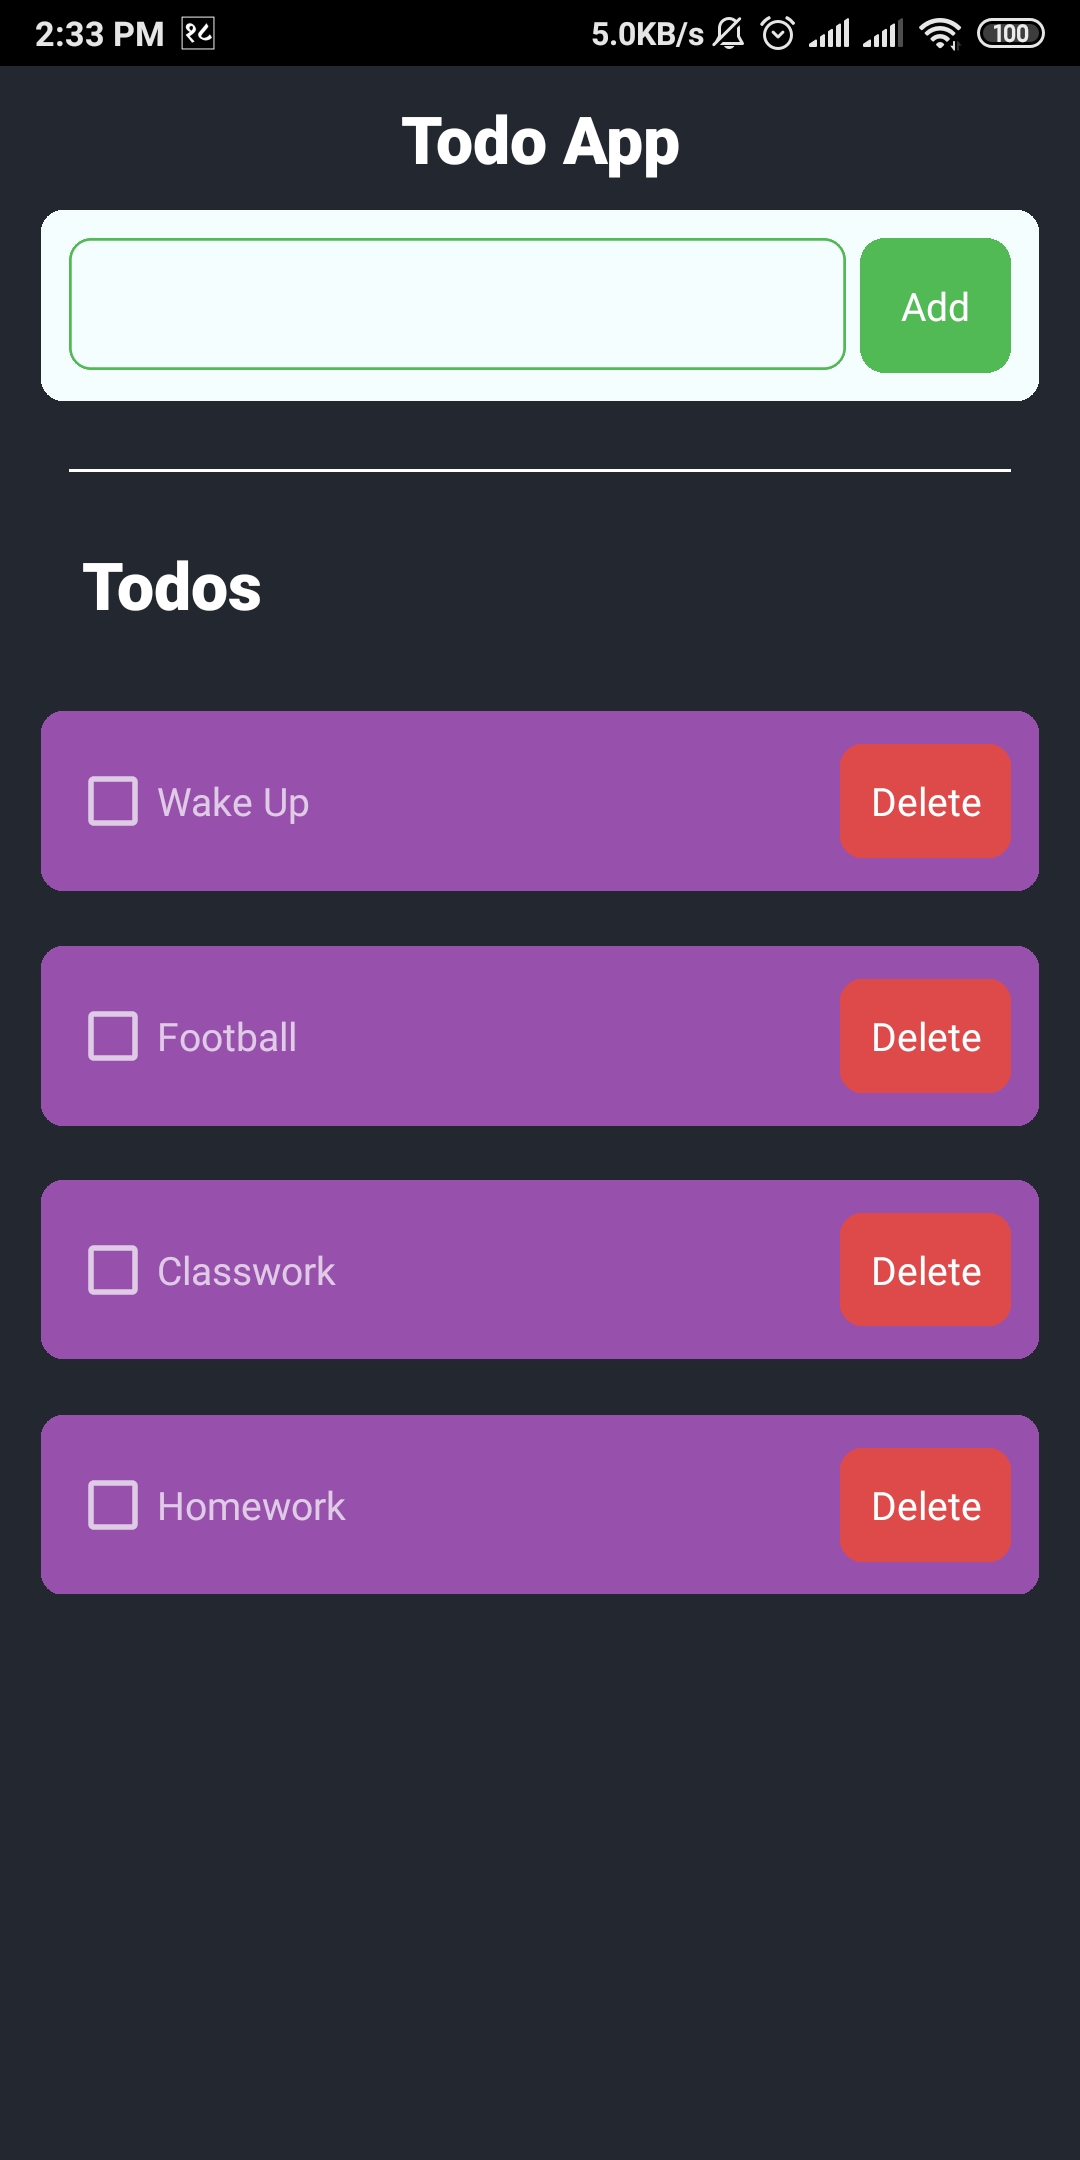 2:33 PM १८ 5.0KB/s 100
Todo App
Add
Todos
Wake Up Delete
Football Delete
Classwork Delete
Homework Delete